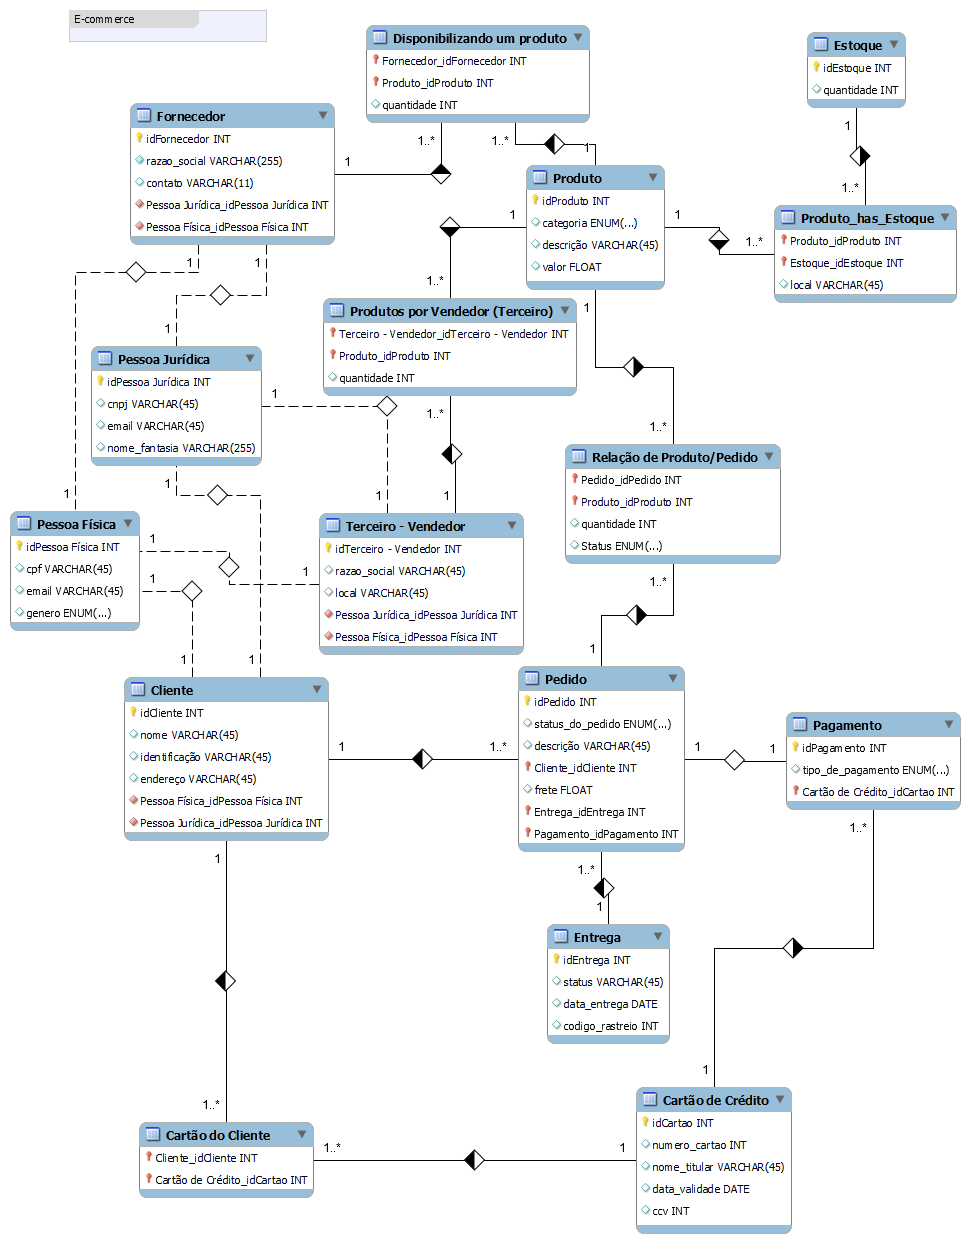 E-commerce
Disponibilizando um produto
Fornecedor_idFornecedor INT
Produto_idProduto INT
quantidade INT
Estoque
idEstoque INT
quantidade INT
Fornecedor
idFornecedor INT
razao_social VARCHAR(255)
contato VARCHAR(11)
Pessoa Jurídica_idPessoa Jurídica INT
Pessoa Física_idPessoa Física INT
1
1..*
1..*
1
1
1..*
Produto
idProduto INT
categoria ENUM(...)
descrição VARCHAR(45)
valor FLOAT
Produto_has_Estoque
Produto_idProduto INT
Estoque_idEstoque INT
local VARCHAR(45)
1
1
1..*
1
1
1..*
1
Produtos por Vendedor (Terceiro)
Terceiro - Vendedor_idTerceiro - Vendedor INT
Produto_idProduto INT
quantidade INT
1
Pessoa Jurídica
idPessoa Jurídica INT
cnpj VARCHAR(45)
email VARCHAR(45)
nome_fantasia VARCHAR(255)
1
1..*
1..*
Relação de Produto/Pedido
Pedido_idPedido INT
Produto_idProduto INT
quantidade INT
Status ENUM(...)
1
1
1
1
Pessoa Física
idPessoa Física INT
cpf VARCHAR(45)
email VARCHAR(45)
genero ENUM(...)
Terceiro - Vendedor
idTerceiro - Vendedor INT
razao_social VARCHAR(45)
local VARCHAR(45)
Pessoa Jurídica_idPessoa Jurídica INT
Pessoa Física_idPessoa Física INT
1
1
1
1..*
1
1
1
Cliente
idCliente INT
nome VARCHAR(45)
identificação VARCHAR(45)
endereço VARCHAR(45)
Pessoa Física_idPessoa Física INT
Pessoa Jurídica_idPessoa Jurídica INT
1
1..*
Pedido
idPedido INT
status_do_pedido ENUM(...)
descrição VARCHAR(45)
Cliente_idCliente INT
frete FLOAT
Entrega_idEntrega INT
Pagamento_idPagamento INT
1
1
Pagamento
idPagamento INT
tipo_de_pagamento ENUM(...)
Cartão de Crédito_idCartao INT
1
1..*
1..*
1
Entrega
idEntrega INT
status VARCHAR(45)
data_entrega DATE
codigo_rastreio INT
1
1..*
Cartão do Cliente
Cliente_idCliente INT
Cartão de Crédito_idCartao INT
1..*
1
Cartão de Crédito
idCartao INT
numero_cartao INT
nome_titular VARCHAR(45)
data_validade DATE
ccv INT